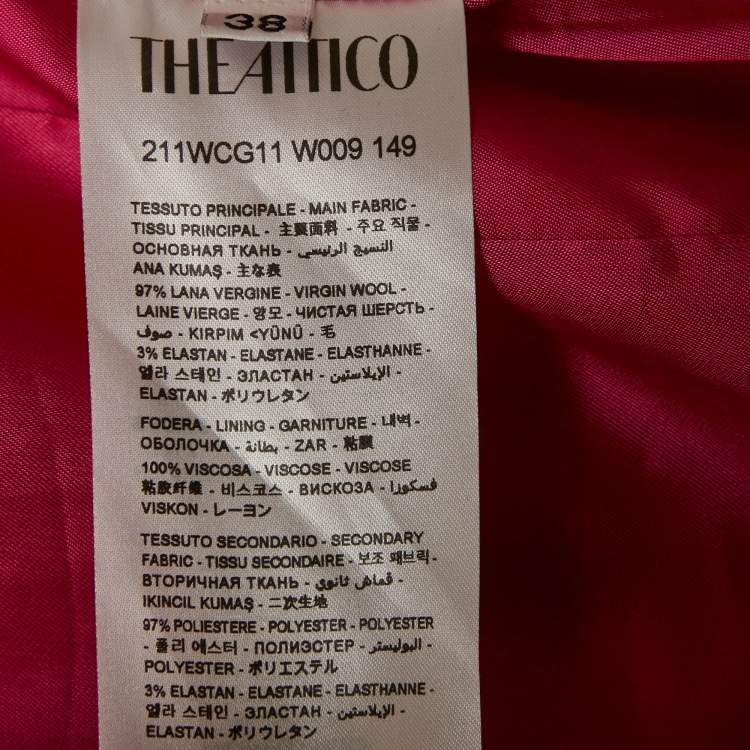 38
THE ATTICO
211WCG11 W009 149
TESSUTO PRINCIPALE - MAIN FABRIC -
TISSU PRINCIPAL - 主製面料 - 주요 직물 -
ОСНОВНАЯ ТКАНЬ - النسيج الرئيسي
ANA KUMAŞ - 主な表
97% LANA VERGINE - VIRGIN WOOL -
LAINE VIERGE - 양모 - ЧИСТАЯ ШЕРСТЬ -
صوف - KIRPIM <YÜNÜ - 毛
3% ELASTAN - ELASTANE - ELASTHANNE -
엘라 스테인 - ЭЛАСТАН - الإيلاستين -
ELASTAN - ポリウレタン
FODERA - LINING - GARNITURE - 내벽 -
ОБОЛОЧКА - بطانة - ZAR - 粘膜
100% VISCOSA - VISCOSE - VISCOSE
粘胶纤维 - 비스코스 - ВИСКОЗА - فسكوزا
VISKON - レーヨン
TESSUTO SECONDARIO - SECONDARY
FABRIC - TISSU SECONDAIRE - 보조 패브릭 -
ВТОРИЧНАЯ ТКАНЬ - قماش ثانوي -
IKINCIL KUMAŞ - 二次生地
97% POLIESTERE - POLYESTER - POLYESTER
- 폴리 에스터 - ПОЛИЭСТЕР - البوليستر -
POLYESTER - ポリエステル
3% ELASTAN - ELASTANE - ELASTHANNE -
엘라 스테인 - ЭЛАСТАН - الإيلاستين -
ELASTAN - ポリウレタン